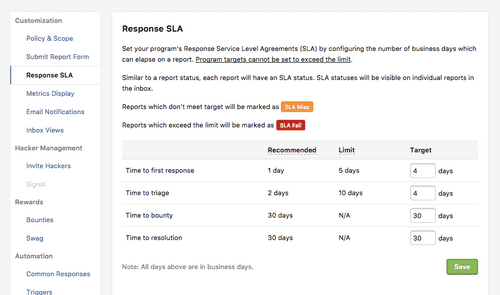 Customization
Policy & Scope
Submit Report Form
Response SLA
Metrics Display
Email Notifications
Inbox Views
Hacker Management
Invite Hackers
Signal
Rewards
Bounties
Swag
Automation
Common Responses
Triggers
Response SLA
Set your program's Response Service Level Agreements (SLA) by configuring the number of business days which
can elapse on a report. Program targets cannot be set to exceed the limit.
Similar to a report status, each report will have an SLA status. SLA statuses will be visible on individual reports in
the inbox.
Reports which don't meet target will be marked as SLA Miss
Reports which exceed the limit will be marked as SLA Fail
Recommended Limit Target
Time to first response 1 day 5 days 4 days
Time to triage 2 days 10 days 4 days
Time to bounty 30 days N/A 30 days
Time to resolution 30 days N/A 30 days
Note: All days above are in business days. Save